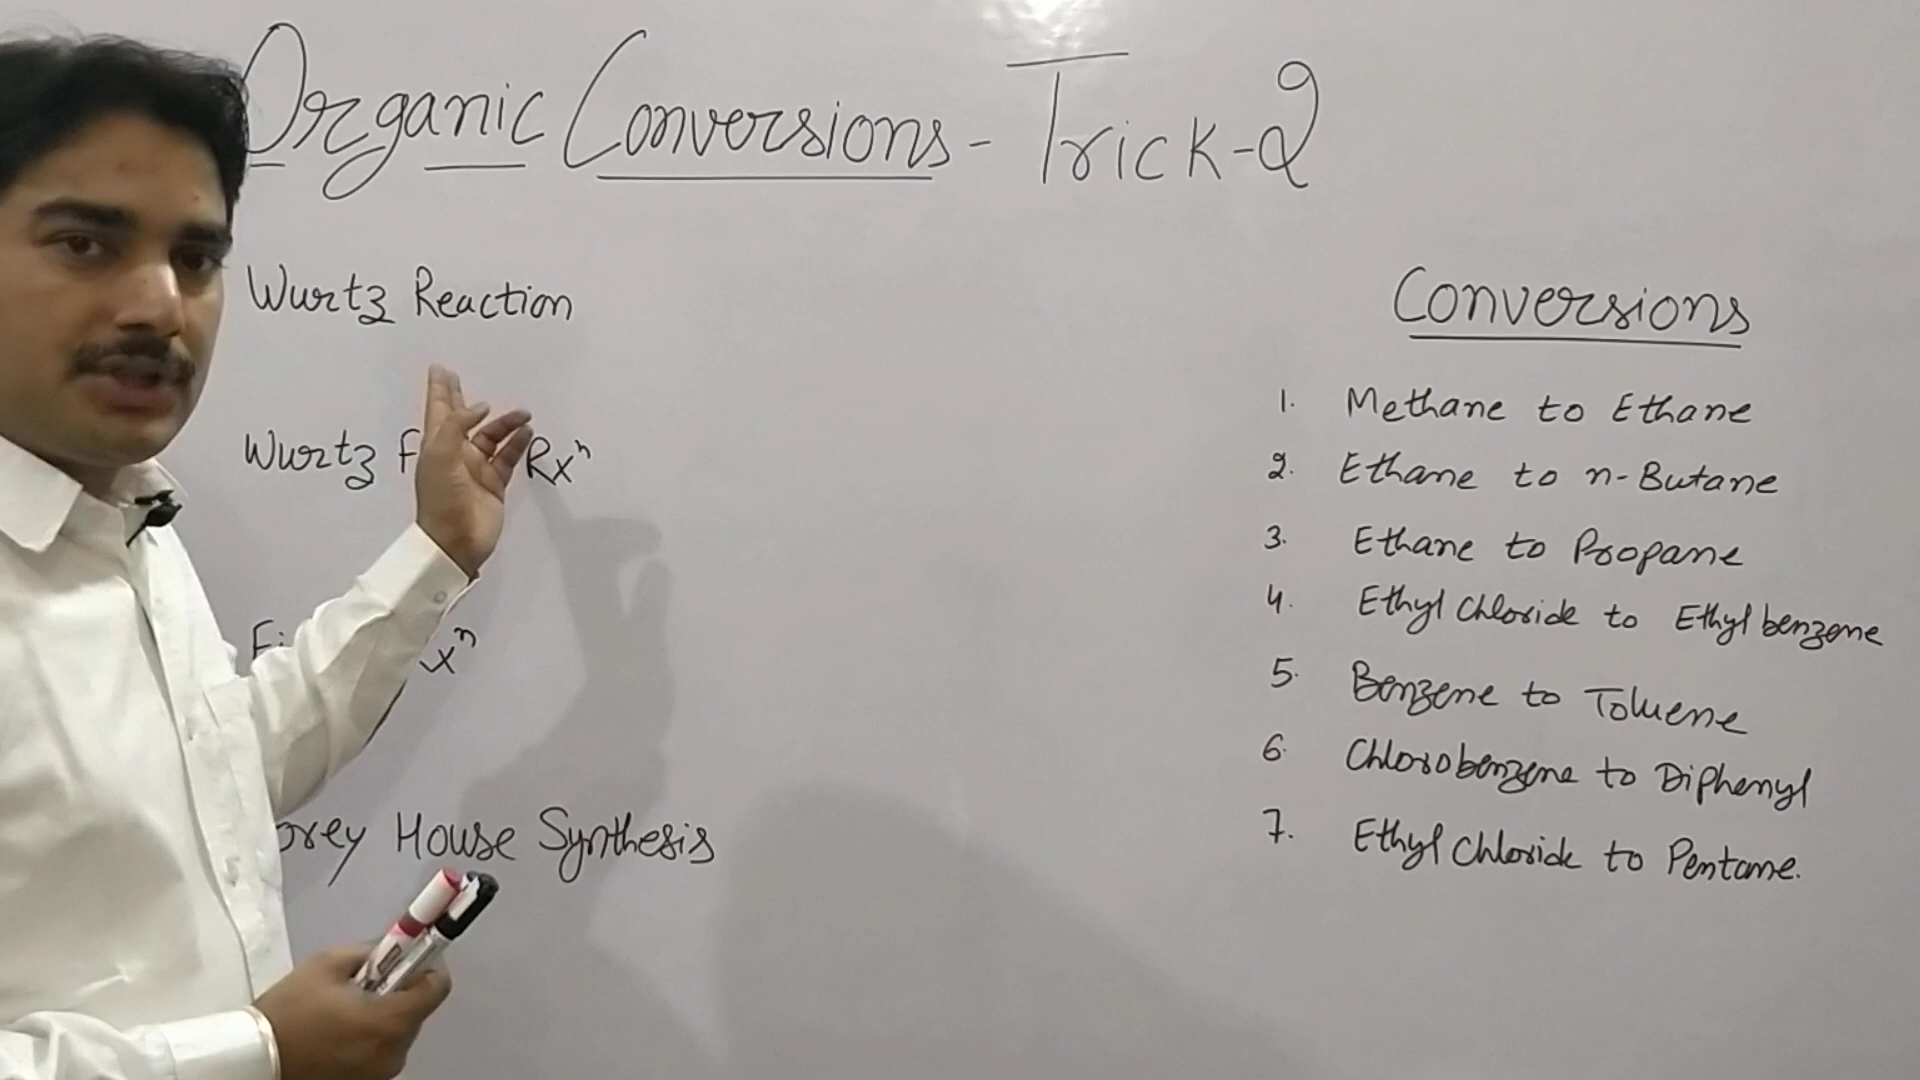 Organic Conversions - Trick-2
Wurtz Reaction
Wurtz Rxⁿ
orey House Synthesis
Conversions
1. Methane to Ethane
2. Ethane to n-Butane
3. Ethane to Propane
4. Ethyl Chloride to Ethyl benzene
5. Benzene to Toluene
6. Chlorobenzene to Diphenyl
7. Ethyl Chloride to Pentane.